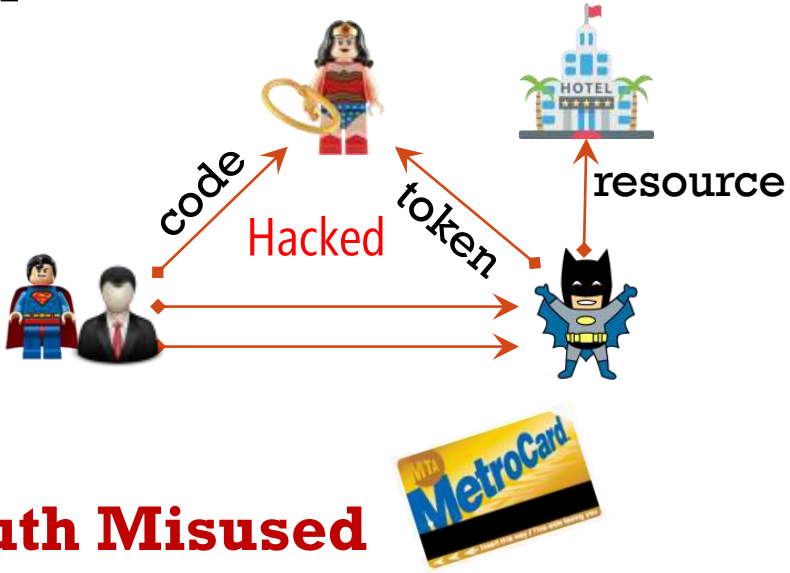 HOTEL
resource
code
token
Hacked
MTA
MetroCard
uth Misused